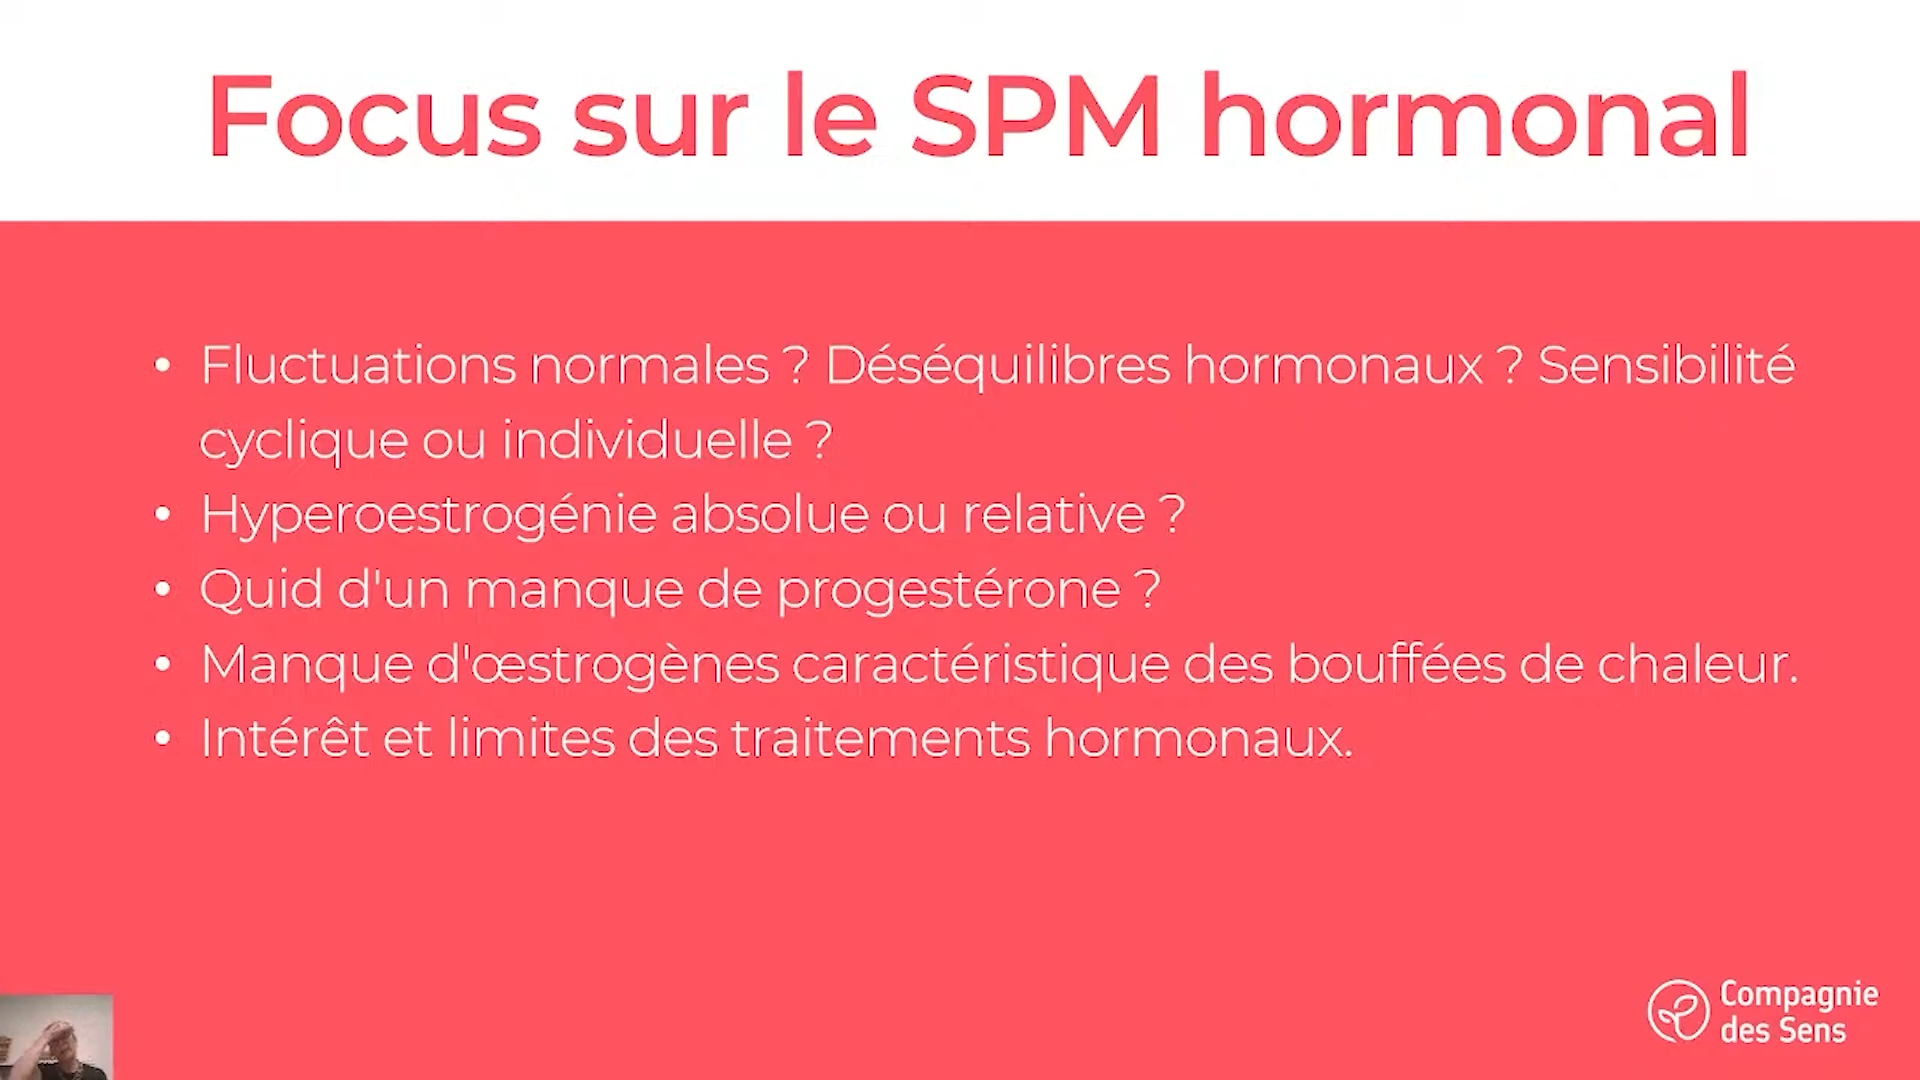 Focus sur le SPM hormonal
• Fluctuations normales ? Déséquilibres hormonaux ? Sensibilité
cyclique ou individuelle ?
• Hyperoestrogénie absolue ou relative ?
• Quid d'un manque de progestérone ?
• Manque d'œstrogènes caractéristique des bouffées de chaleur.
• Intérêt et limites des traitements hormonaux.
Compagnie
des Sens